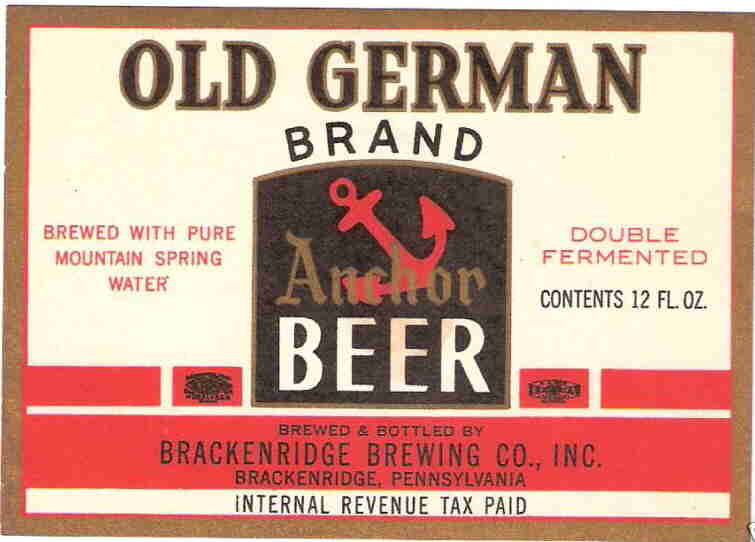 OLD GERMAN
BRAND
BREWED WITH PURE
MOUNTAIN SPRING
WATER
Anchor
BEER
DOUBLE
FERMENTED
CONTENTS 12 FL. OZ.
BREWED & BOTTLED BY
BRACKENRIDGE BREWING CO., INC.
BRACKENRIDGE, PENNSYLVANIA
INTERNAL REVENUE TAX PAID